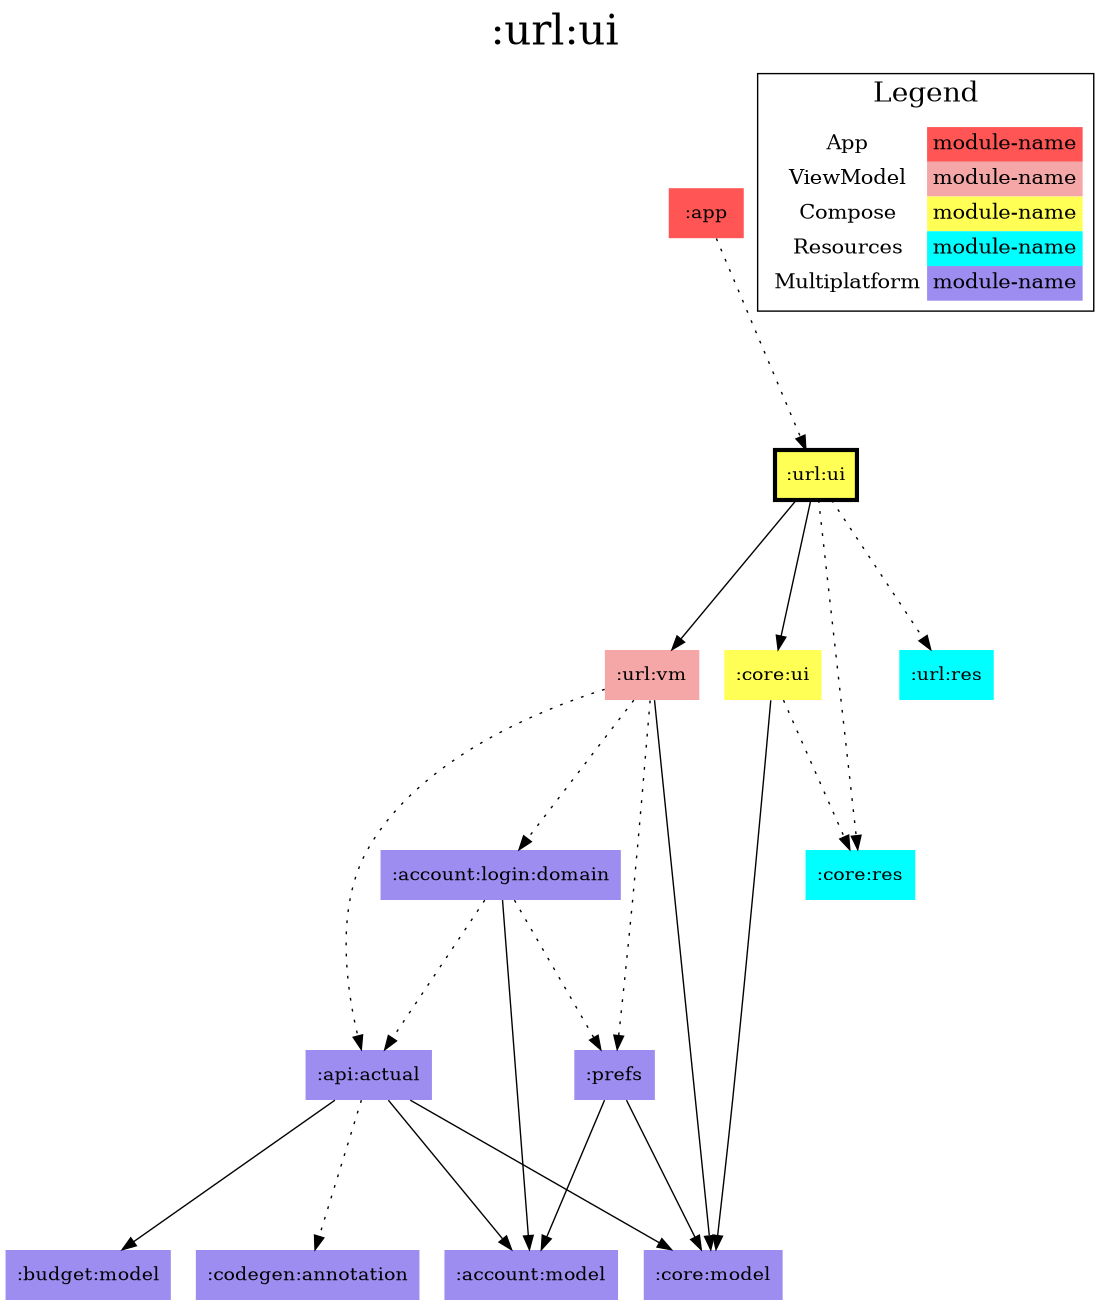 :url:ui
Legend
App module-name
ViewModel module-name
Compose module-name
Resources module-name
Multiplatform module-name
:app
:url:ui
:url:vm
:core:ui
:url:res
:account:login:domain
:core:res
:api:actual
:prefs
:budget:model
:codegen:annotation
:account:model
:core:model